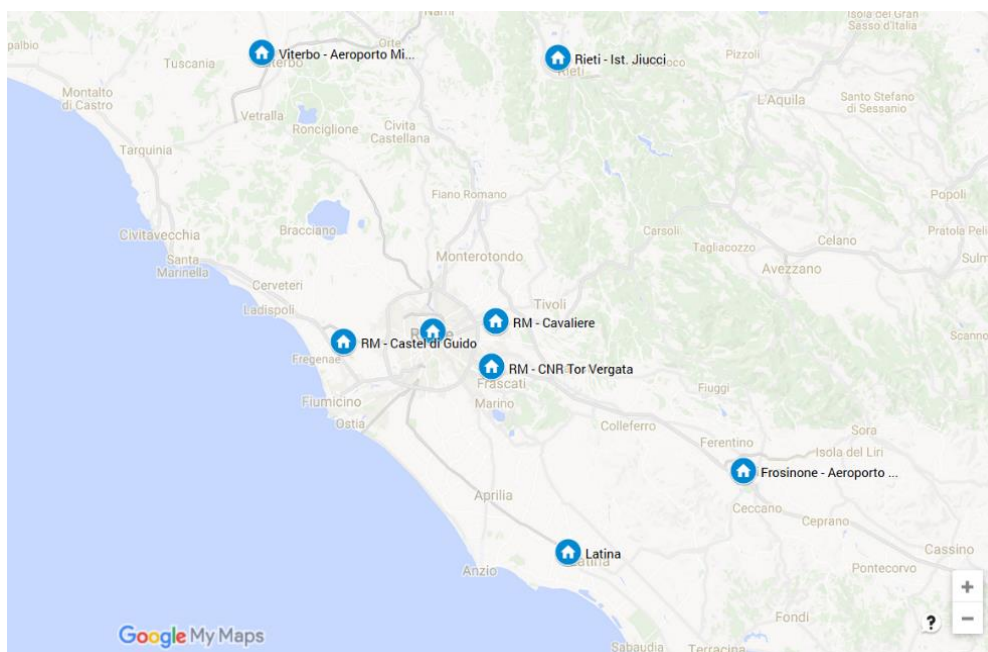 Isola del Gran
Sasso d'Italia
Narni
palbio
Orte
Viterbo - Aeroporto Mi...
Rieti - Ist. Jiucci
Tuscania
Rieti
Pizzoli
Montalto
di Castro
L'Aquila
Santo Stefano
di Sessanio
Vetralla
Ronciglione
Civita
Castellana
Tarquinia
Fiano Romano
Popoli
Civitavecchia
Bracciano
Carsoli
Celano
Pratola Peli
Tagliacozzo
Santa
Marinella
Monterotondo
Sulm
Avezzano
Cerveteri
Ladispoli
Tivoli
RM - Cavaliere
RM - Castel di Guido
Scanno
Fregenae
RM - CNR Tor Vergata
Frascati
Fiuggi
Fiumicino
Marino
Ostia
Colleferro
Sora
Ferentino
Isola del Liri
Frosinone - Aeroporto ...
Aprilia
Ceccano
Ceprano
Latina
Cassino
Anzio
Pontecorvo
+
Fondi
?
−
Google My Maps
Sabaudia
Terracina